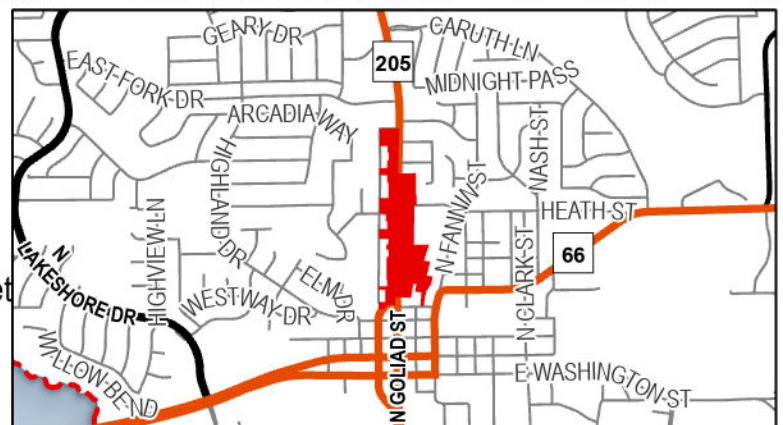 GEARY DR
CARUTH LN
205
EAST FORK DR
MIDNIGHT PASS
ARCADIA WAY
NASH ST
HIGHLAND DR
N FANNIN ST
HIGHVIEW LN
HEATH ST
66
N LAKESHORE DR
ELM DR
N CLARK ST
WESTWAY DR
WILLOW BEND
N GOLIAD ST
E WASHINGTON ST